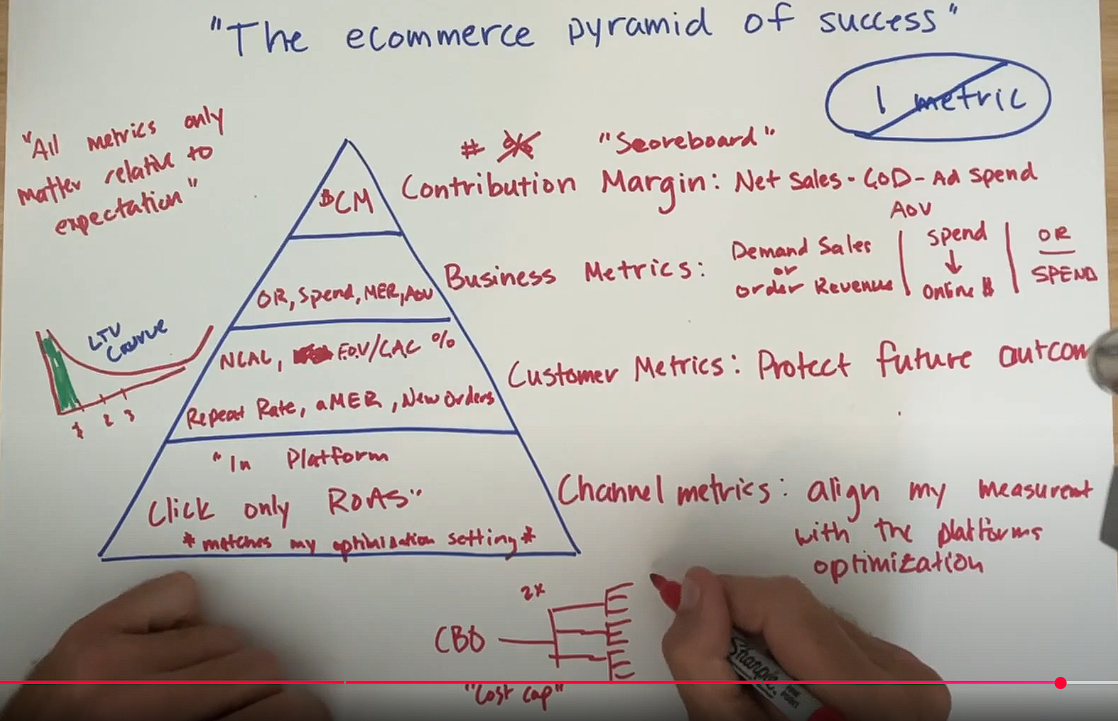 "The ecommerce pyramid of success"
1 metric
"All metrics only
matter relative to
expectation"
# %
"Scoreboard"
$CM
Contribution Margin: Net Sales - COD - Ad Spend
AOV
OR, Spend, MER, AOV
Business Metrics:
Demand Sales
or
Order Revenue
Spend
↓
Online $
OR
SPEND
LTV
Curve
1 2 3
NCAC, EOV/CAC %
Repeat Rate, aMER, New Orders
Customer Metrics: Protect future outcom
"In Platform
Click only ROAS"
*matches my optimisation setting*
Channel metrics: align my measurent
with the platforms
optimization
2x
CBO
E
E
E
"Cost cap"
Sharpie